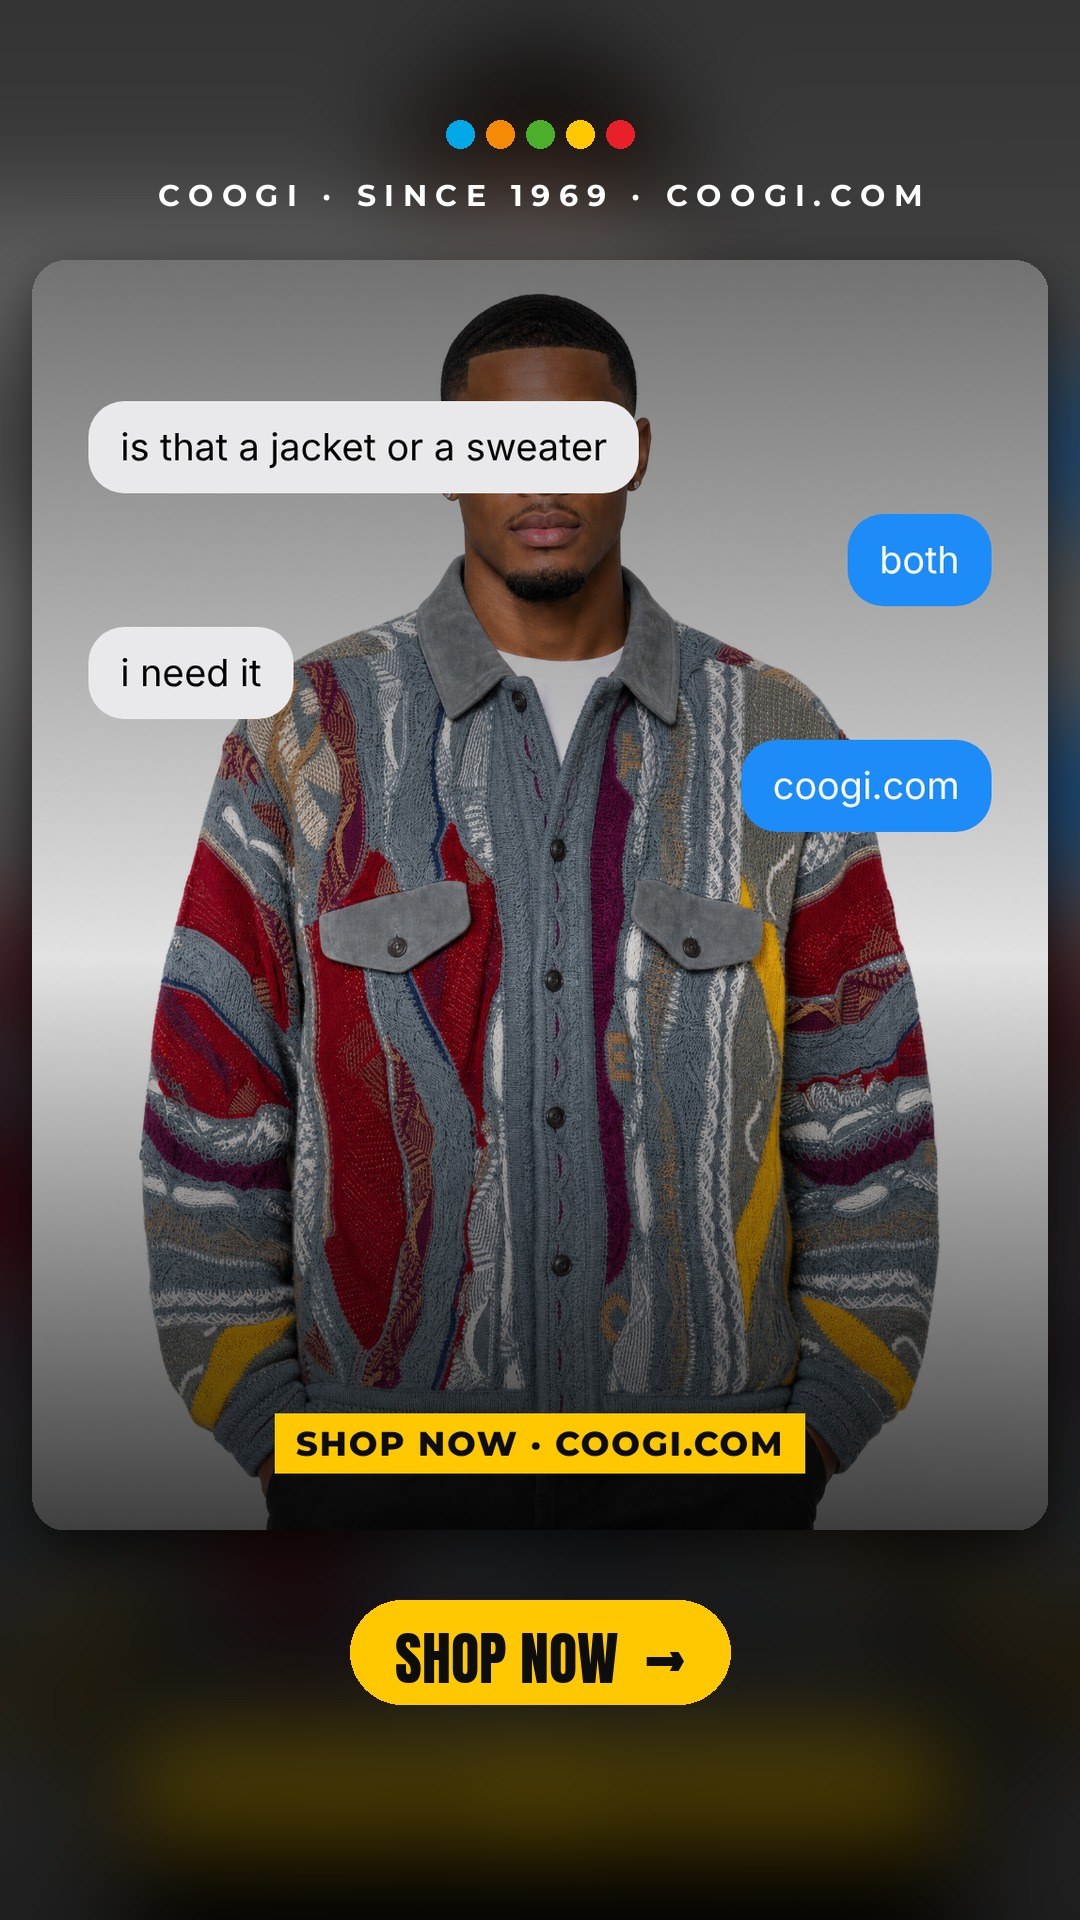 COOGI · SINCE 1969 · COOGI.COM
is that a jacket or a sweater
both
i need it
coogi.com
SHOP NOW · COOGI.COM
SHOP NOW →